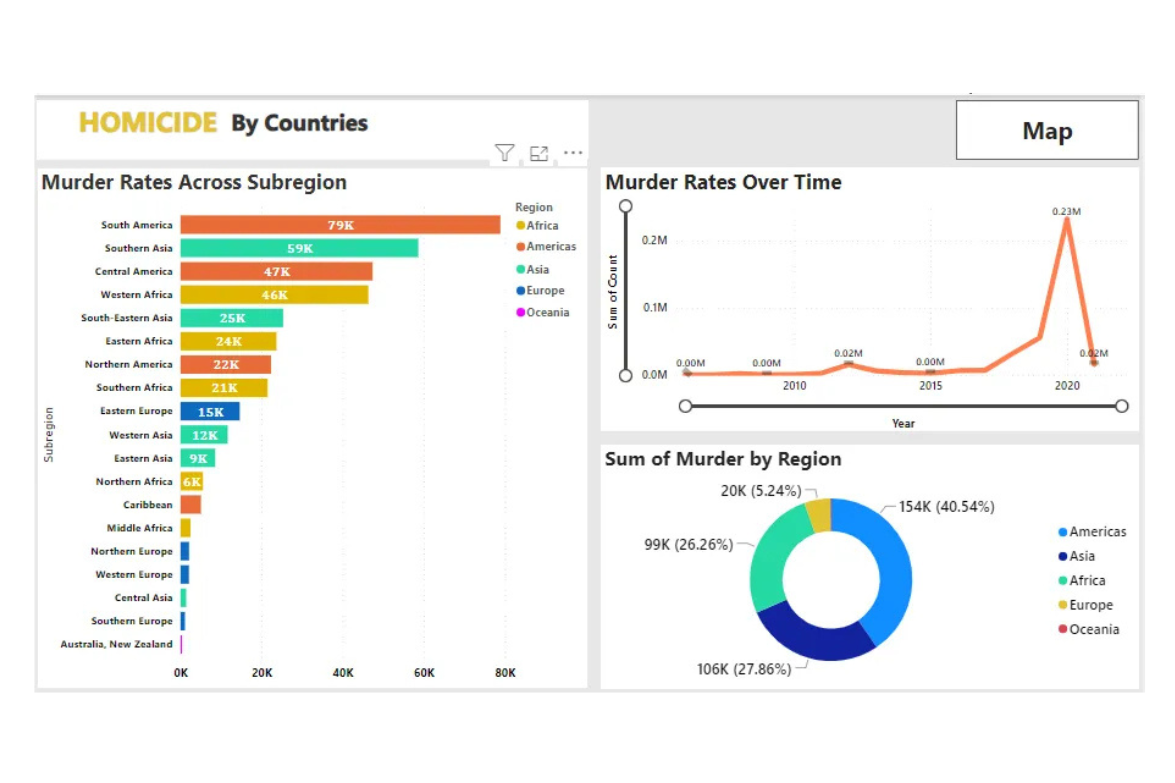 HOMICIDE By Countries
Map
Murder Rates Across Subregion
Region
Africa
Americas
Asia
Europe
Oceania
Subregion
South America 79K
Southern Asia 59K
Central America 47K
Western Africa 46K
South-Eastern Asia 25K
Eastern Africa 24K
Northern America 22K
Southern Africa 21K
Eastern Europe 15K
Western Asia 12K
Eastern Asia 9K
Northern Africa 6K
Caribbean
Middle Africa
Northern Europe
Western Europe
Central Asia
Southern Europe
Australia, New Zealand
0K 20K 40K 60K 80K
Murder Rates Over Time
Sum of Count
0.2M
0.1M
0.0M
0.00M 0.00M 0.02M 0.00M 0.23M 0.02M
2010 2015 2020
Year
Sum of Murder by Region
20K (5.24%)
154K (40.54%)
99K (26.26%)
106K (27.86%)
Americas
Asia
Africa
Europe
Oceania